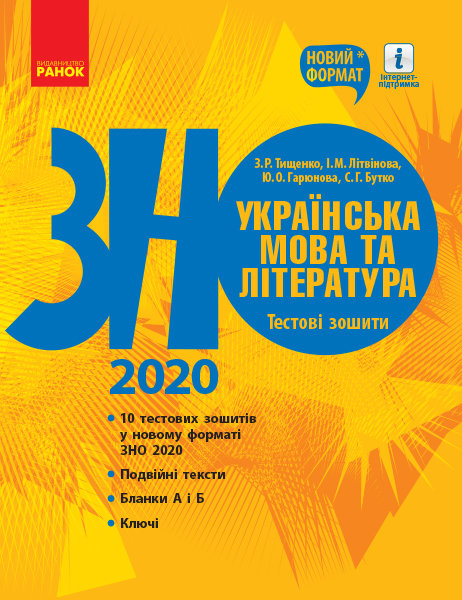 ВИДАВНИЦТВО
РАНОК
НОВИЙ *
ФОРМАТ
i
Інтернет-
підтримка
З. Р. Тищенко, І. М. Літвінова,
Ю. О. Гарюнова, С. Г. Бутко
ЗНО
УКРАЇНСЬКА
МОВА ТА
ЛІТЕРАТУРА
Тестові зошити
2020
• 10 тестових зошитів
у новому форматі
ЗНО 2020
• Подвійні тексти
• Бланки А і Б
• Ключі